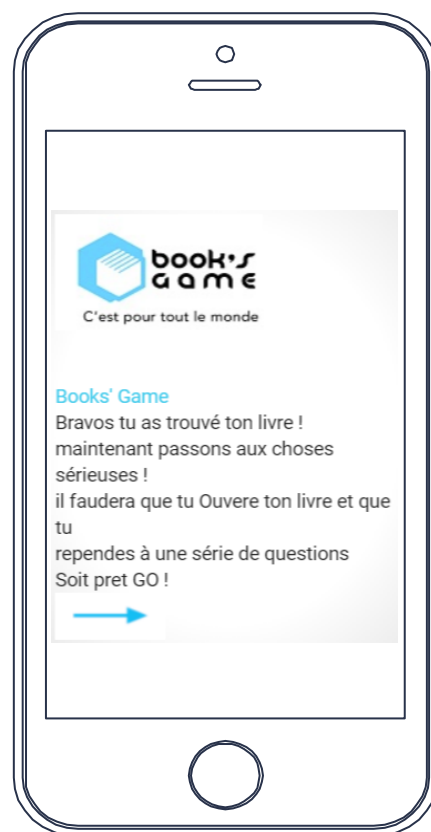 book's
GAME
C'est pour tout le monde
Books' Game
Bravos tu as trouvé ton livre !
maintenant passons aux choses
sérieuses !
il faudera que tu Ouvere ton livre et que
tu
rependes à une série de questions
Soit pret GO !